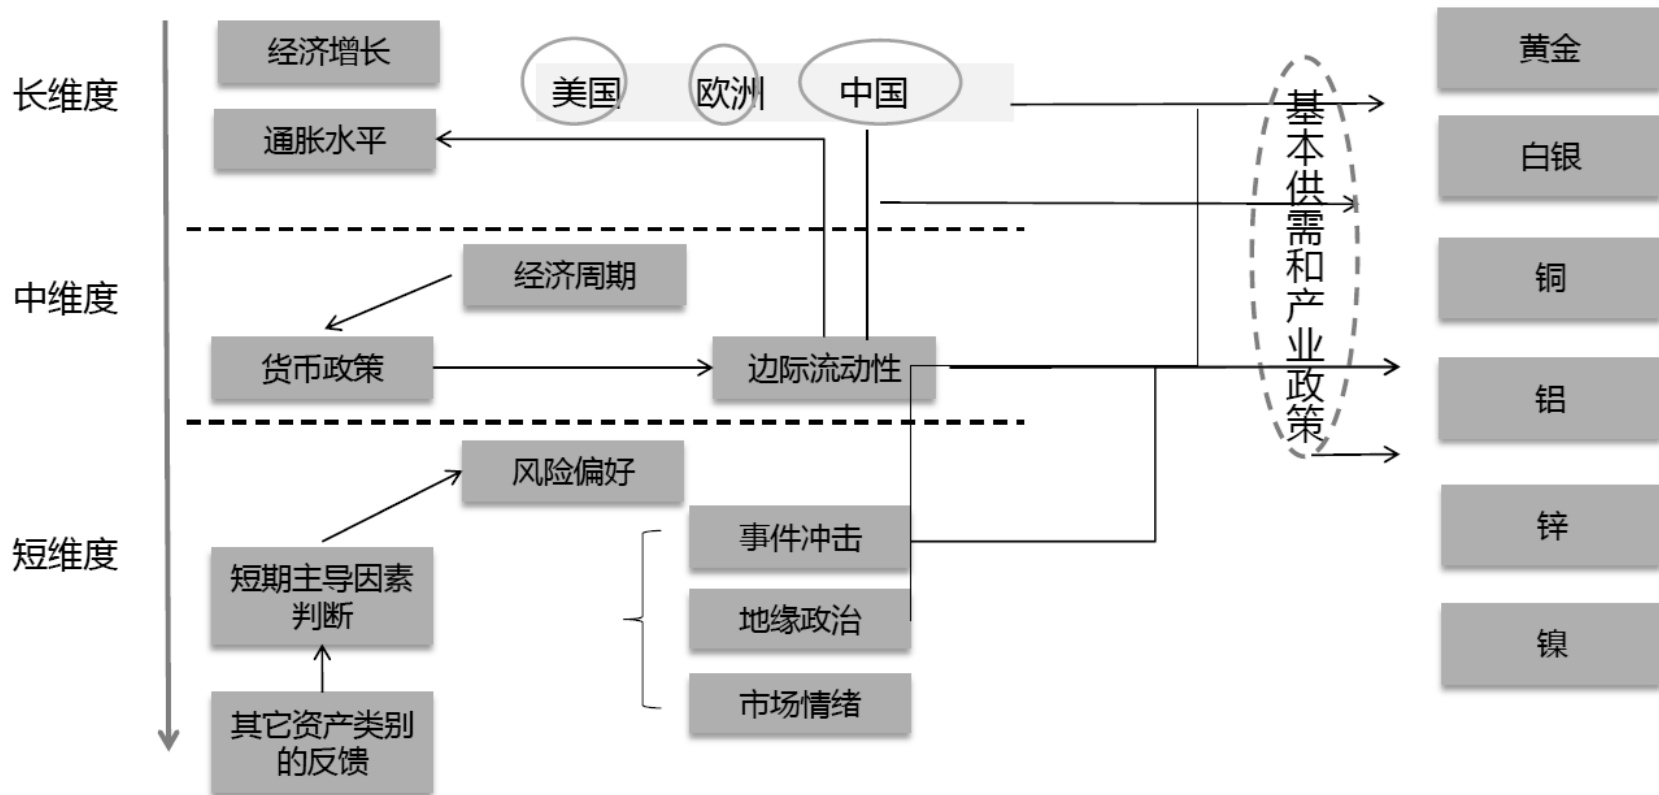 长维度
经济增长
通胀水平
美国
欧洲
中国
中维度
经济周期
货币政策
边际流动性
短维度
风险偏好
短期主导因素
判断
其它资产类别
的反馈
事件冲击
地缘政治
市场情绪
基本供需和产业政策
黄金
白银
铜
铝
锌
镍